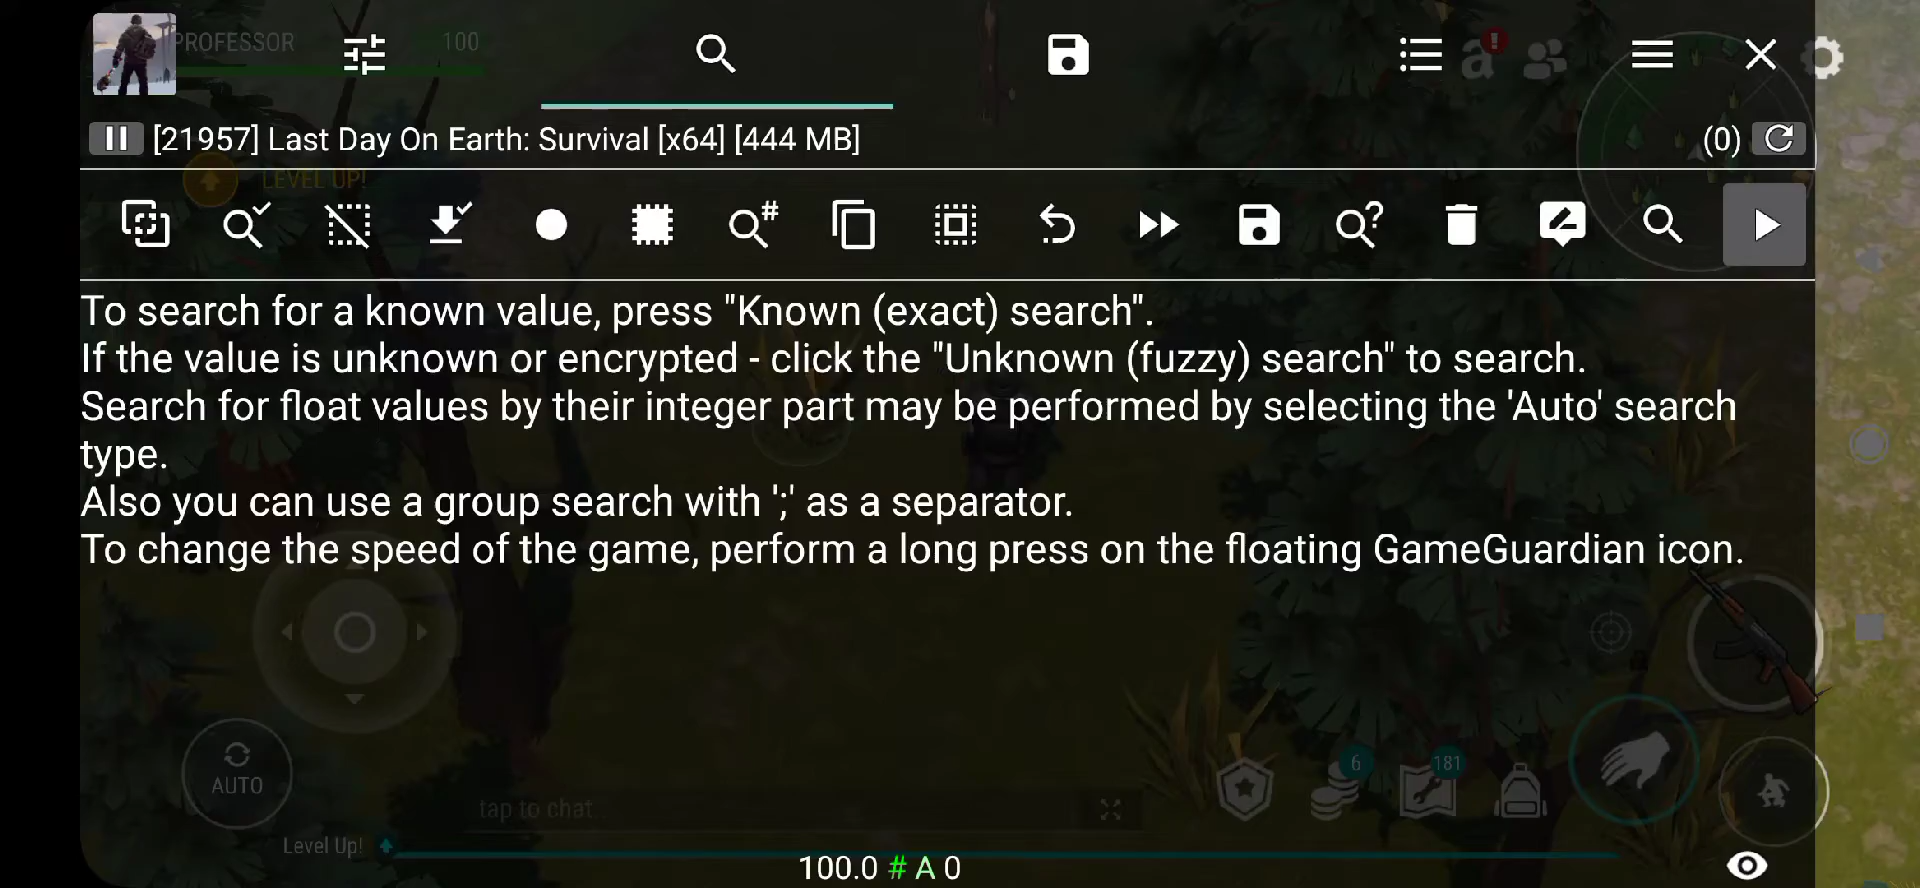 PROFESSOR 100
[21957] Last Day On Earth: Survival [x64] [444 MB] (0)
LEVEL UP!
To search for a known value, press "Known (exact) search".
If the value is unknown or encrypted - click the "Unknown (fuzzy) search" to search.
Search for float values by their integer part may be performed by selecting the 'Auto' search
type.
Also you can use a group search with ';' as a separator.
To change the speed of the game, perform a long press on the floating GameGuardian icon.
6 181
AUTO
tap to chat..
Level Up!
100.0 # A 0